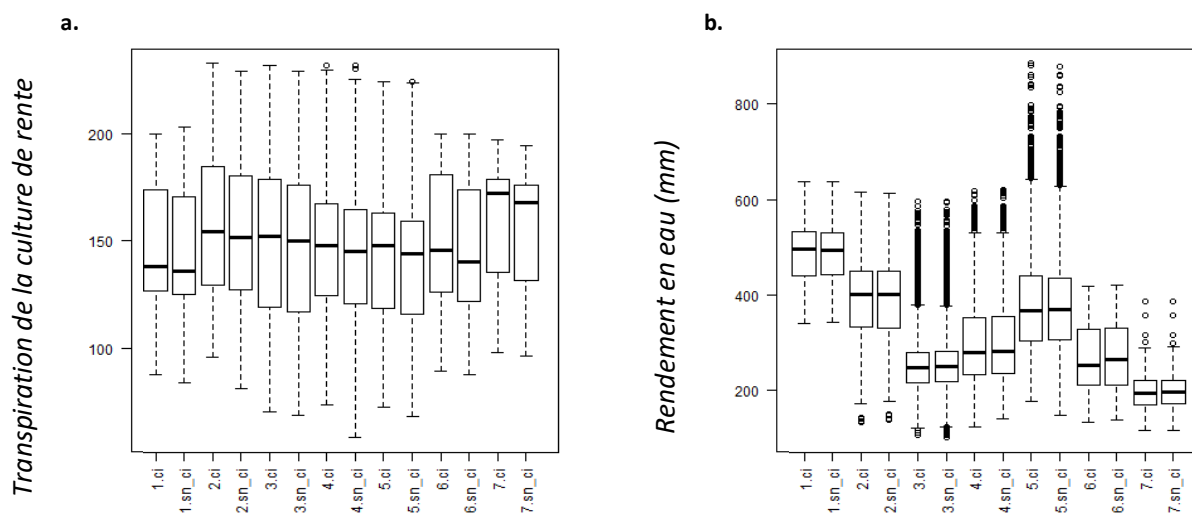 a.
Transpiration de la culture de rente
200
150
100
1.ci
1.sn_ci
2.ci
2.sn_ci
3.ci
3.sn_ci
4.ci
4.sn_ci
5.ci
5.sn_ci
6.ci
6.sn_ci
7.ci
7.sn_ci
b.
Rendement en eau (mm)
800
600
400
200
1.ci
1.sn_ci
2.ci
2.sn_ci
3.ci
3.sn_ci
4.ci
4.sn_ci
5.ci
5.sn_ci
6.ci
6.sn_ci
7.ci
7.sn_ci